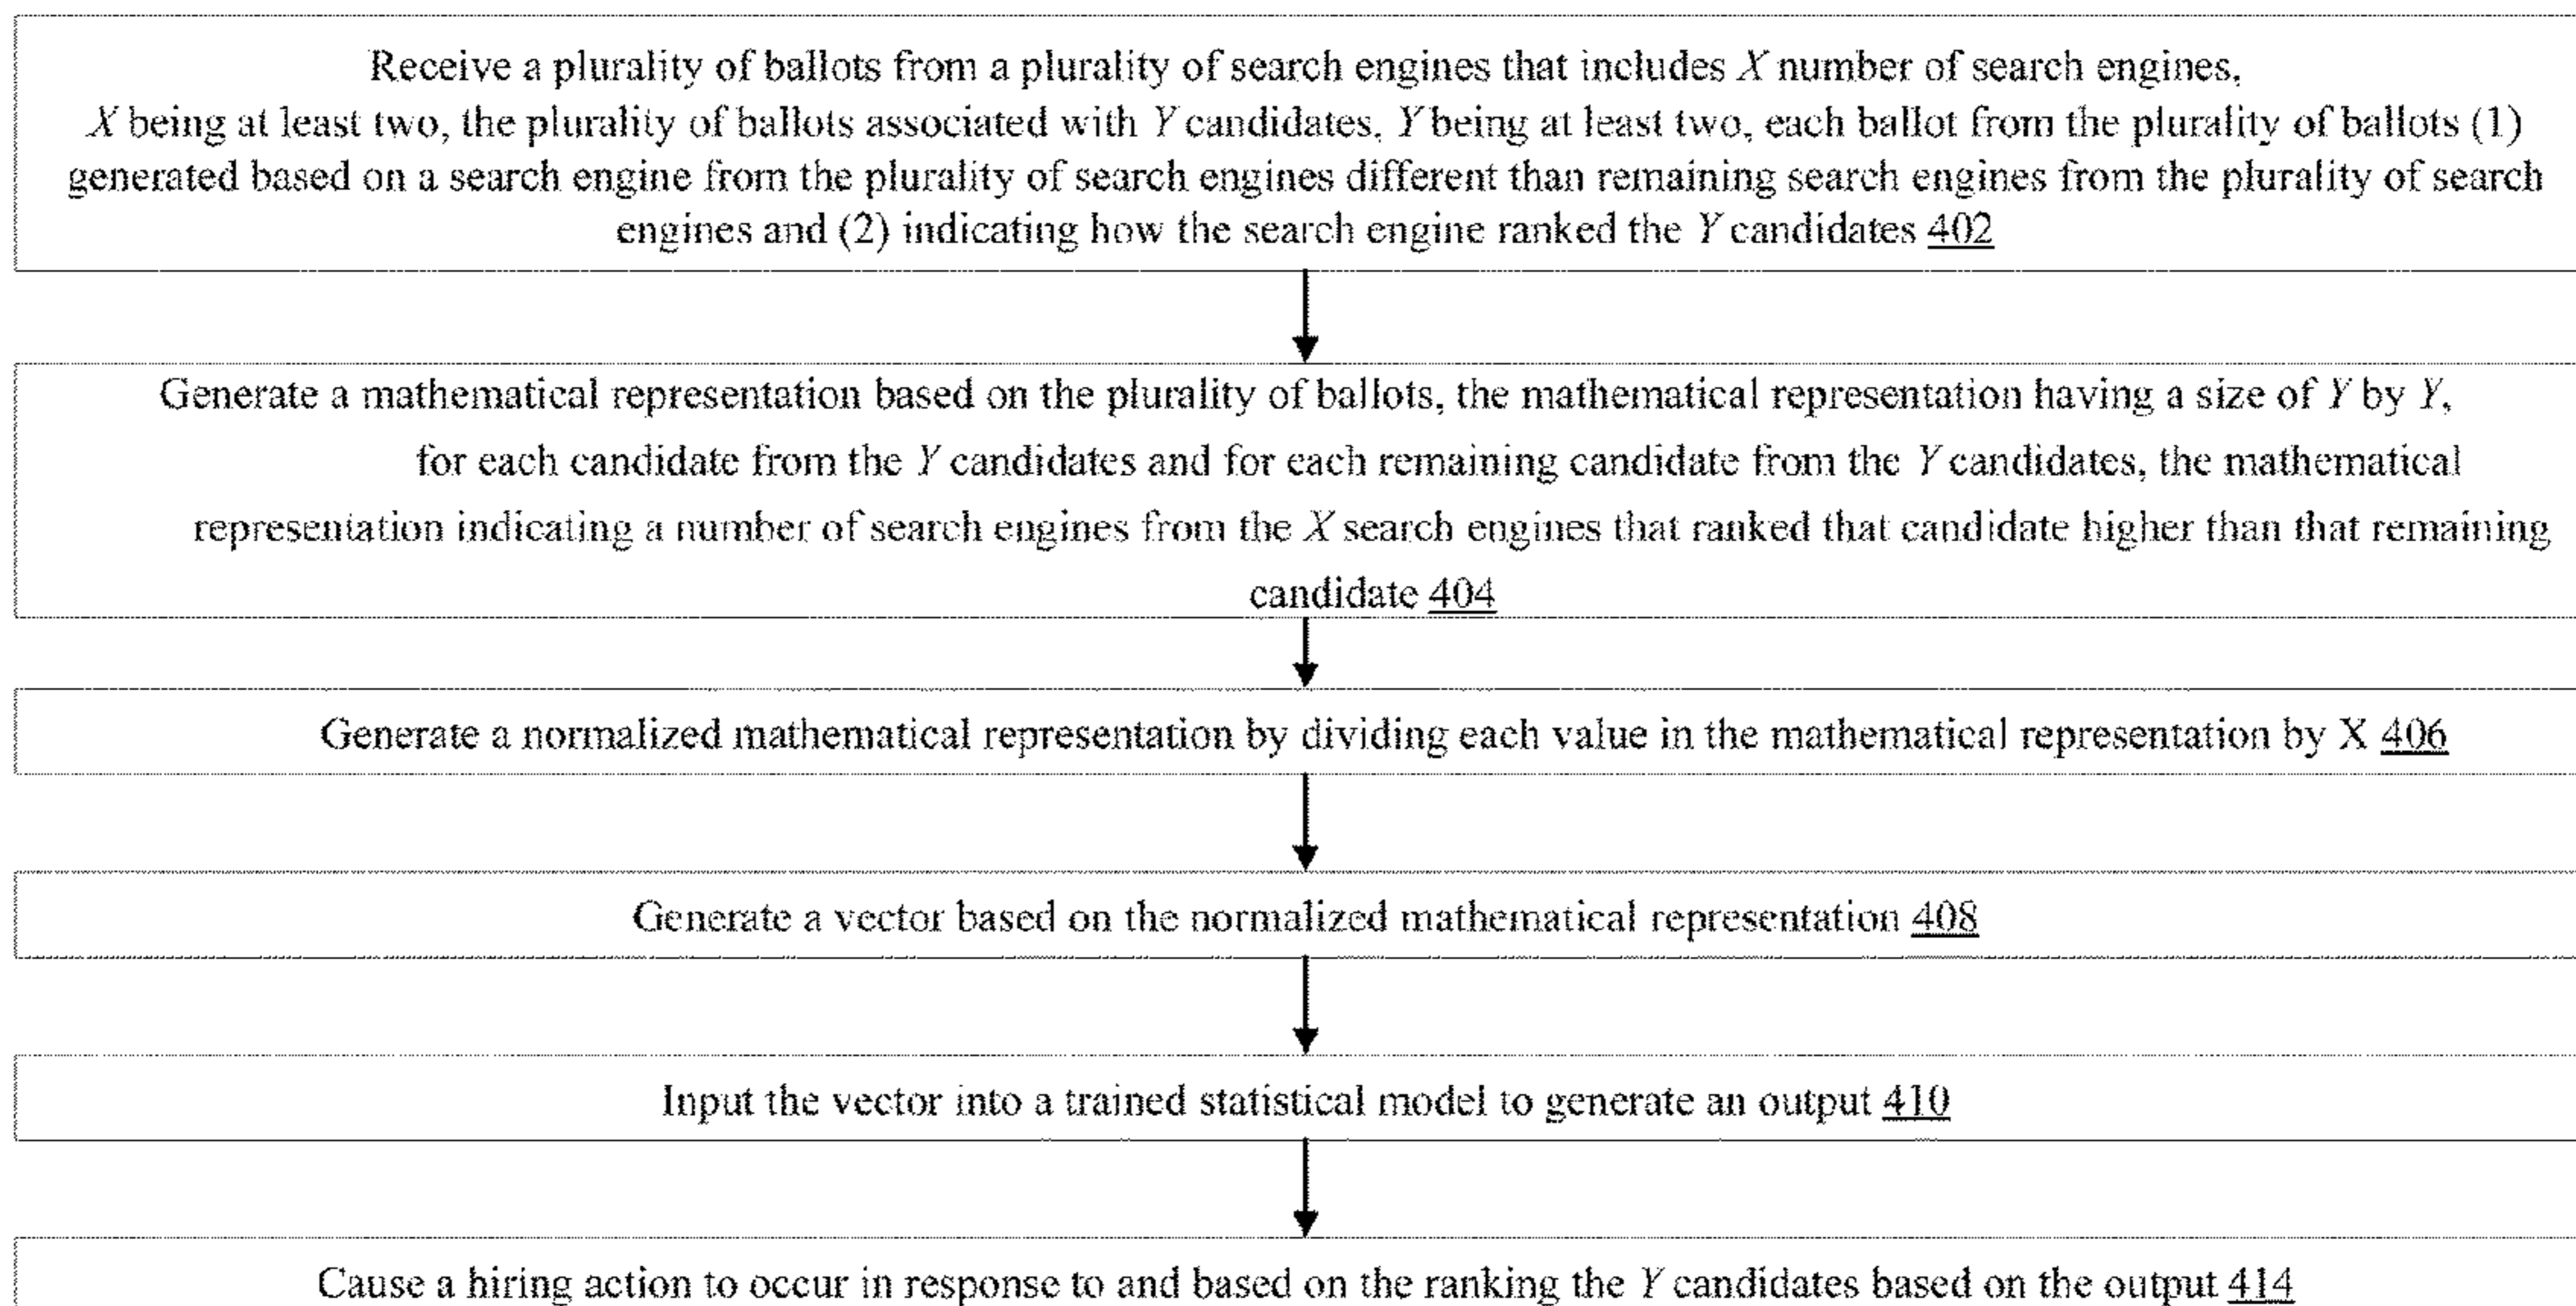 Receive a plurality of ballots from a plurality of search engines that includes X number of search engines,
X being at least two, the plurality of ballots associated with Y candidates, Y being at least two, each ballot from the plurality of ballots (1)
generated based on a search engine from the plurality of search engines different than remaining search engines from the plurality of search
engines and (2) indicating how the search engine ranked the Y candidates 402
Generate a mathematical representation based on the plurality of ballots, the mathematical representation having a size of Y by Y,
for each candidate from the Y candidates and for each remaining candidate from the Y candidates, the mathematical
representation indicating a number of search engines from the X search engines that ranked that candidate higher than that remaining
candidate 404
Generate a normalized mathematical representation by dividing each value in the mathematical representation by X 406
Generate a vector based on the normalized mathematical representation 408
Input the vector into a trained statistical model to generate an output 410
Cause a hiring action to occur in response to and based on the ranking the Y candidates based on the output 414